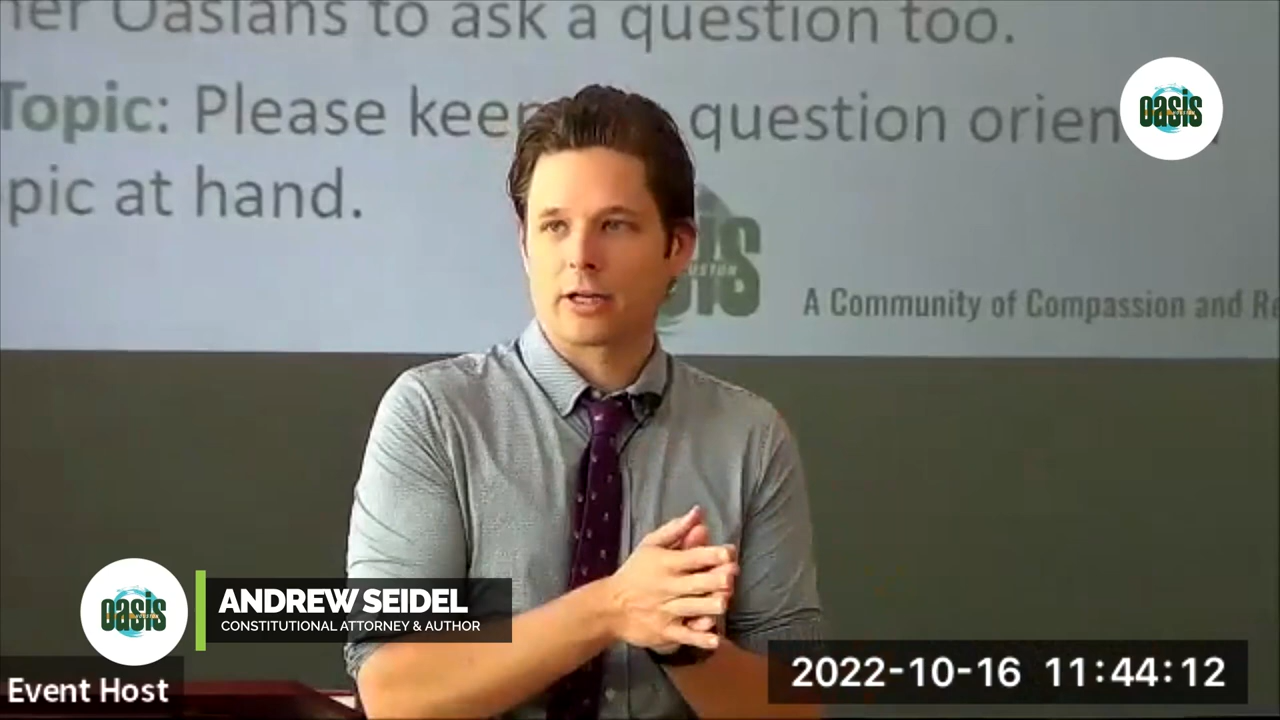 ner Oasians to ask a question too.
Topic: Please keep question orien
pic at hand.
oasis
A Community of Compassion and Re
oasis
ANDREW SEIDEL
CONSTITUTIONAL ATTORNEY & AUTHOR
Event Host
2022-10-16 11:44:12